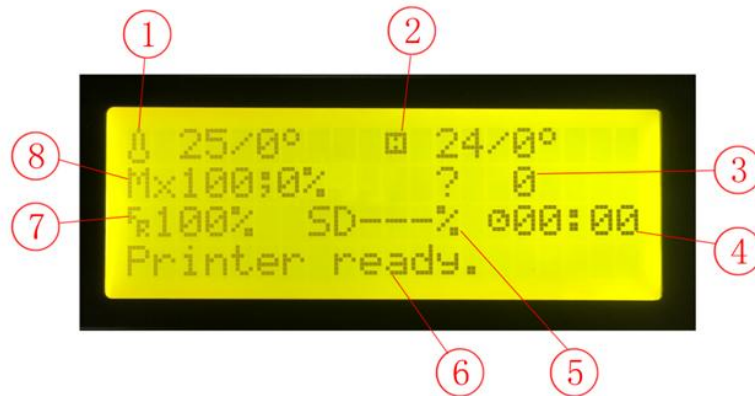 ① ②
25/0° 24/0°
⑧ Mx100;0% ? 0 ③
⑦ FR100% SD---% 00:00 ④
Printer ready.
⑥ ⑤